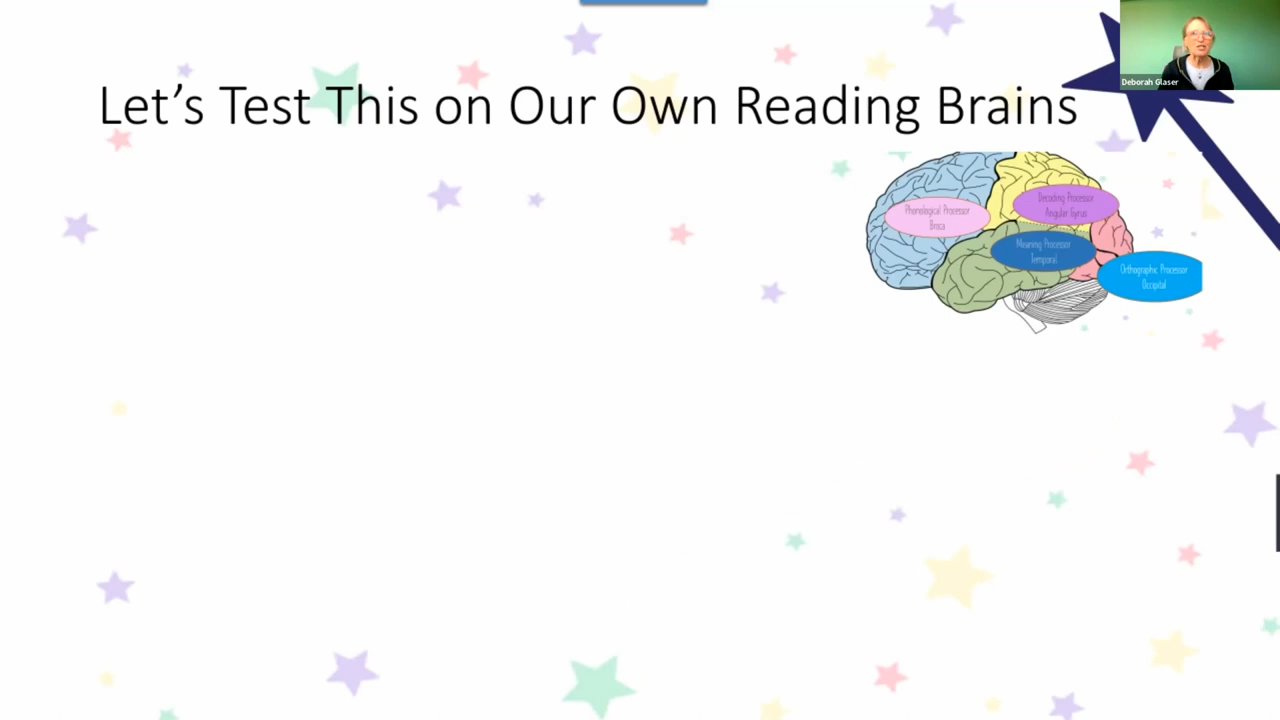 Let's Test This on Our Own Reading Brains
Deborah Glaser
Phonological Processor
Broca
Decoding Processor
Angular Gyrus
Meaning Processor
Temporal
Orthographic Processor
Occipital